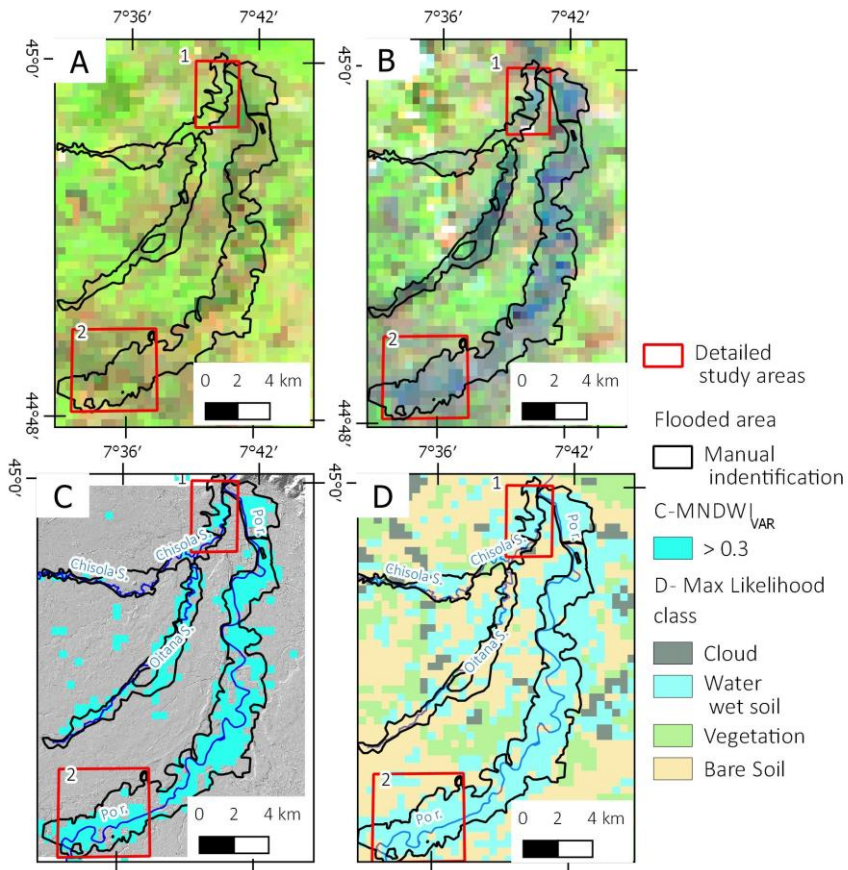 7°36′ 7°42′ 7°36′ 7°42′
45°0′ A 1 45°0′ B 1
2 2
0 2 4 km 0 2 4 km
44°48′ 44°48′
7°36′ 7°42′ 7°36′ 7°42′
45°0′ C 1 45°0′ D 1
Po r. Po r.
Chisola S. Chisola S. Chisola S. Chisola S.
Oitana S. Oitana S.
2 2
Po r. Po r.
0 2 4 km 0 2 4 km
Detailed
study areas
Flooded area
Manual
indentification
C-MNDWI VAR
> 0.3
D- Max Likelihood
class
Cloud
Water
wet soil
Vegetation
Bare Soil